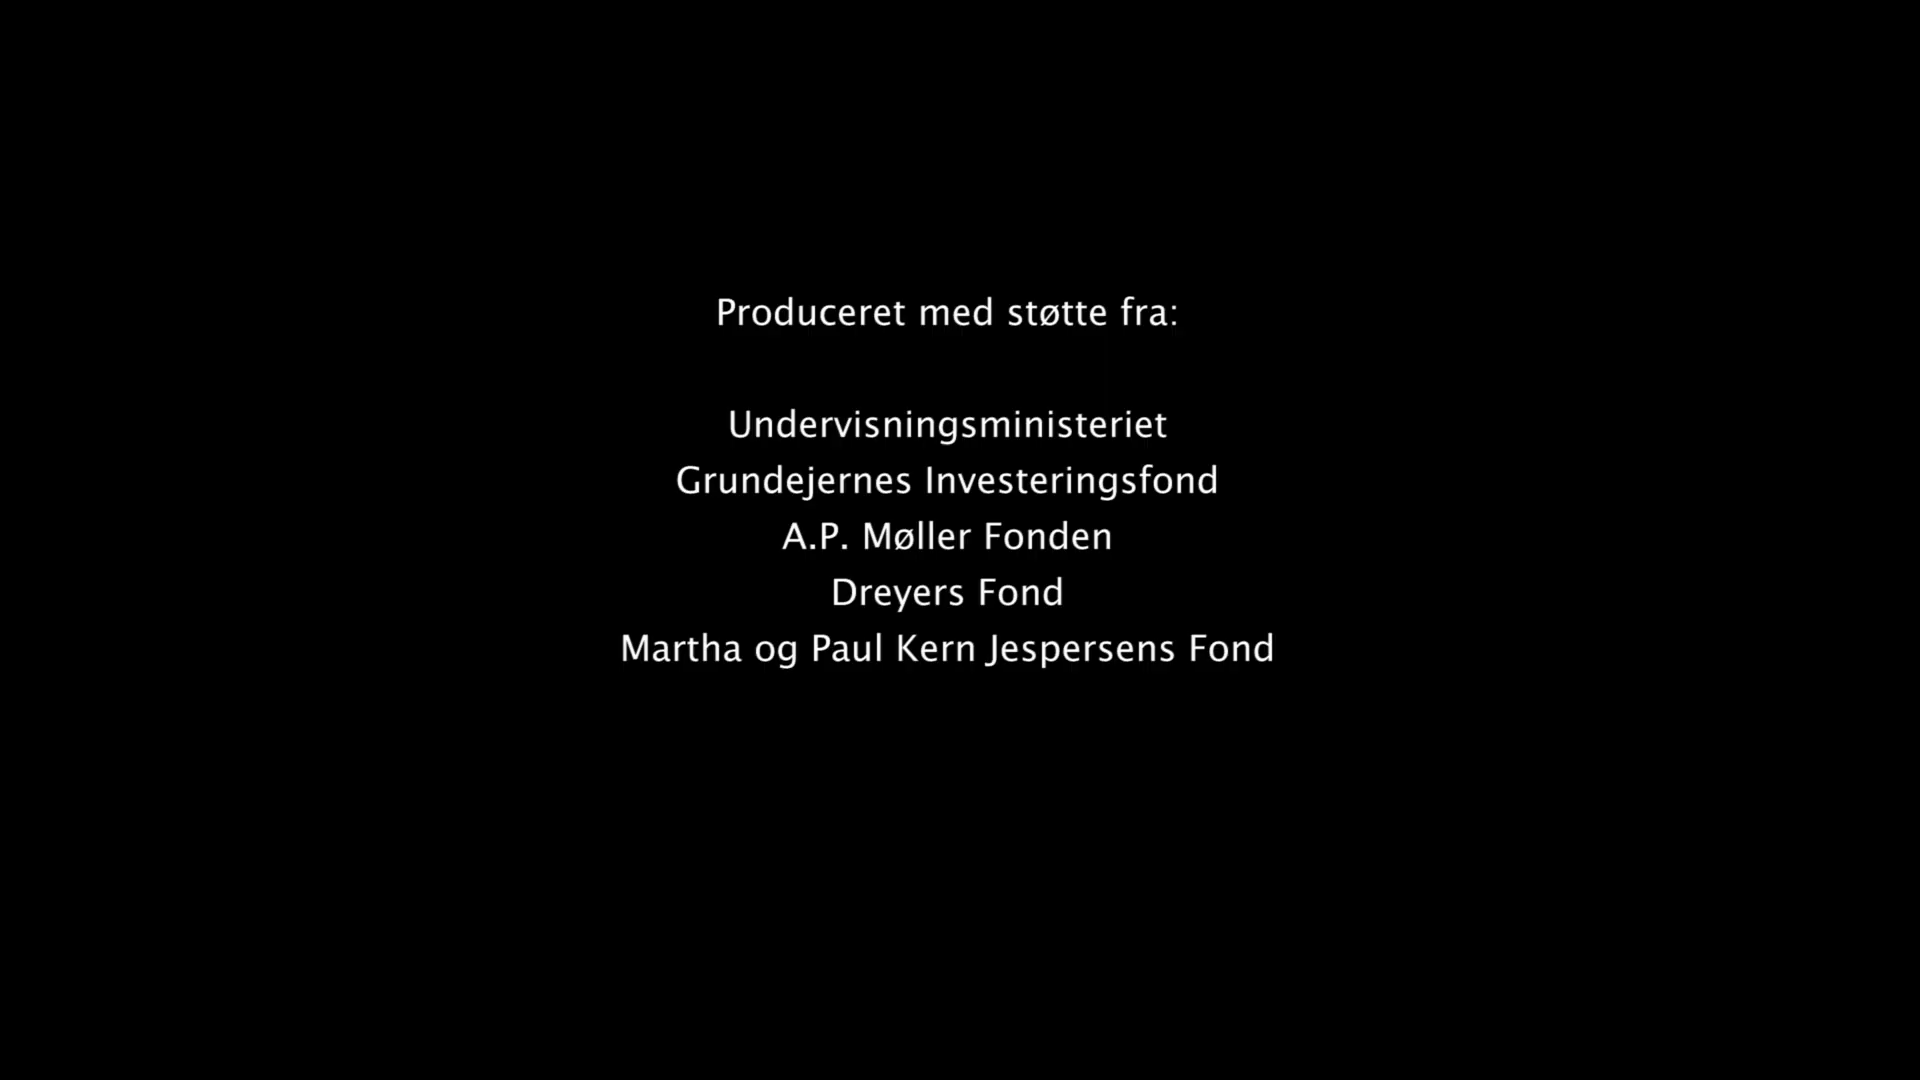 Produceret med støtte fra:
Undervisningsministeriet
Grundejernes Investeringsfond
A.P. Møller Fonden
Dreyers Fond
Martha og Paul Kern Jespersens Fond